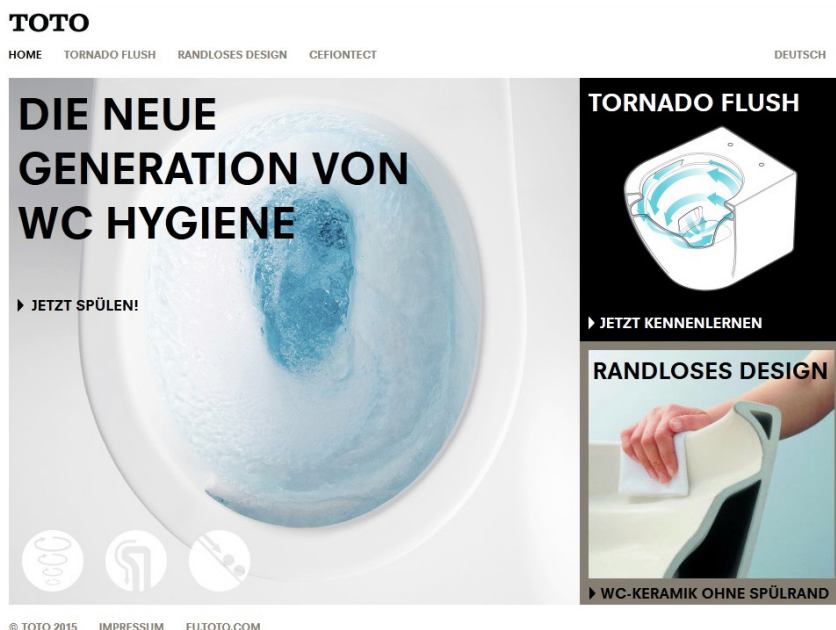 TOTO
HOME TORNADO FLUSH RANDLOSES DESIGN CEFIONTECT DEUTSCH
DIE NEUE
GENERATION VON
WC HYGIENE
JETZT SPÜLEN!
TORNADO FLUSH
JETZT KENNENLERNEN
RANDLOSES DESIGN
WC-KERAMIK OHNE SPÜLRAND
© TOTO 2015 IMPRESSUM EU.TOTO.COM